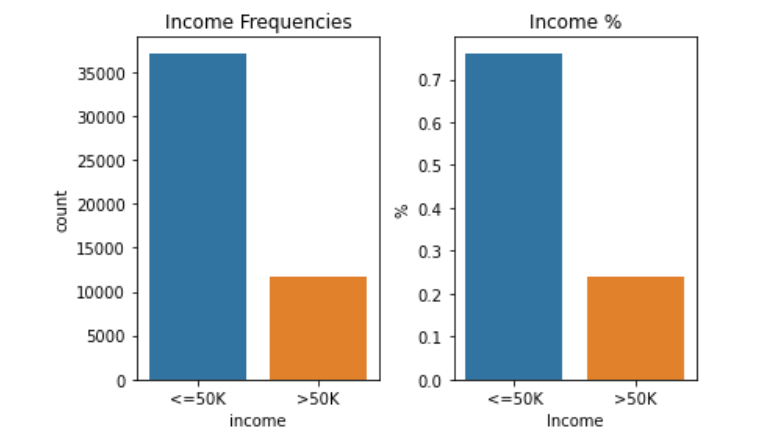 Income Frequencies
count
35000
30000
25000
20000
15000
10000
5000
0
<=50K >50K
income
Income %
%
0.7
0.6
0.5
0.4
0.3
0.2
0.1
0.0
<=50K >50K
Income